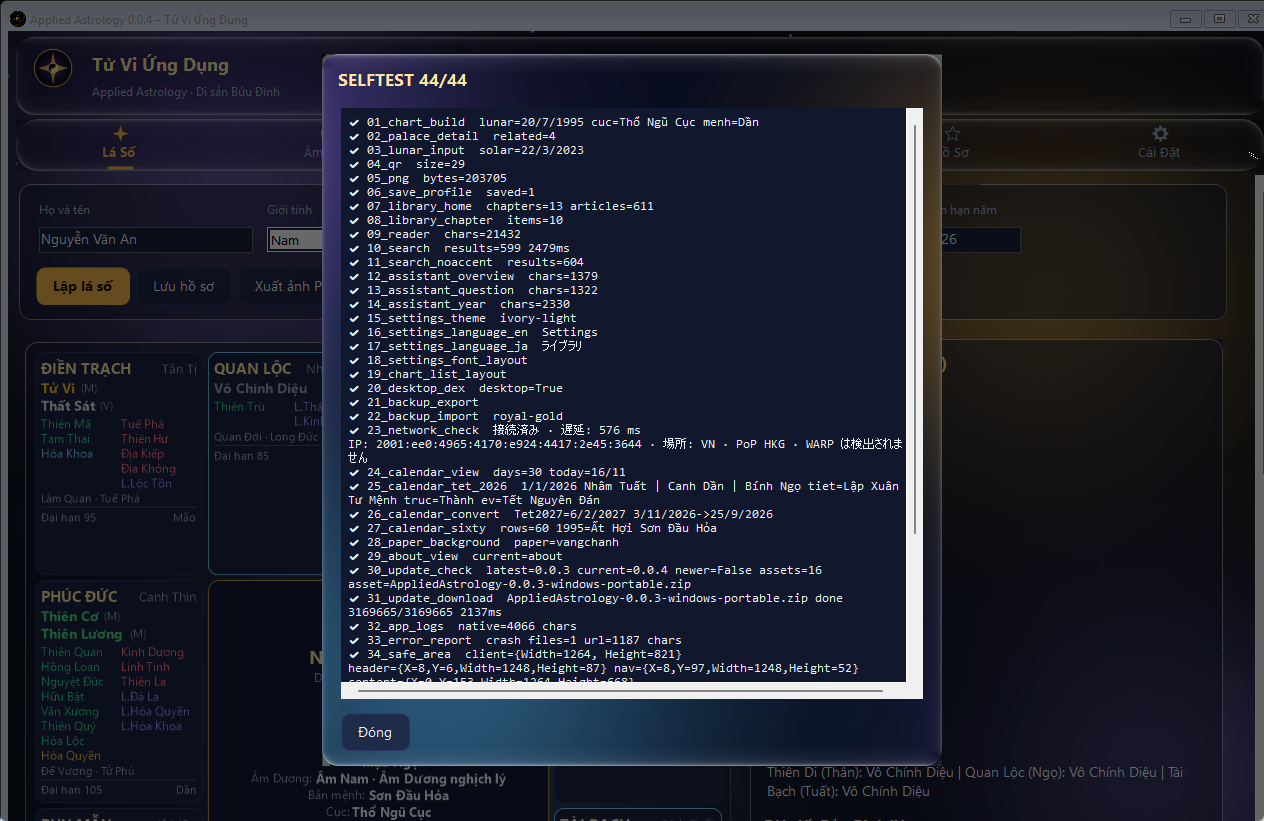 Applied Astrology 0.0.4 – Tử Vi Ứng Dụng
Tử Vi Ứng Dụng
Applied Astrology · Di sản Bửu Đình
Lá Số
Âm
ồ Sơ
Cài Đặt
Họ và tên
Giới tính
n hạn năm
Nguyễn Văn An
Nam
26
Lập lá số
Lưu hồ sơ
Xuất ảnh P
SELFTEST 44/44
✔ 01_chart_build lunar=20/7/1995 cuc=Thổ Ngũ Cục menh=Dần
✔ 02_palace_detail related=4
✔ 03_lunar_input solar=22/3/2023
✔ 04_qr size=29
✔ 05_png bytes=203705
✔ 06_save_profile saved=1
✔ 07_library_home chapters=13 articles=611
✔ 08_library_chapter items=10
✔ 09_reader chars=21432
✔ 10_search results=599 2479ms
✔ 11_search_noaccent results=604
✔ 12_assistant_overview chars=1379
✔ 13_assistant_question chars=1322
✔ 14_assistant_year chars=2330
✔ 15_settings_theme ivory-light
✔ 16_settings_language_en Settings
✔ 17_settings_language_ja ライブラリ
✔ 18_settings_font_layout
✔ 19_chart_list_layout
✔ 20_desktop_dex desktop=True
✔ 21_backup_export
✔ 22_backup_import royal-gold
✔ 23_network_check 接続済み · 遅延: 576 ms
IP: 2001:ee0:4965:4170:e924:4417:2e45:3644 · 場所: VN · PoP HKG · WARP は検出されま
せん
✔ 24_calendar_view days=30 today=16/11
✔ 25_calendar_tet_2026 1/1/2026 Nhâm Tuất | Canh Dần | Bính Ngọ tiet=Lập Xuân
Tư Mệnh truc=Thành ev=Tết Nguyên Đán
✔ 26_calendar_convert Tet2027=6/2/2027 3/11/2026->25/9/2026
✔ 27_calendar_sixty rows=60 1995=Ất Hợi Sơn Đầu Hỏa
✔ 28_paper_background paper=vangchanh
✔ 29_about_view current=about
✔ 30_update_check latest=0.0.3 current=0.0.4 newer=False assets=16
asset=AppliedAstrology-0.0.3-windows-portable.zip
✔ 31_update_download AppliedAstrology-0.0.3-windows-portable.zip done
3169665/3169665 2137ms
✔ 32_app_logs native=4066 chars
✔ 33_error_report crash files=1 url=1187 chars
✔ 34_safe_area client={Width=1264, Height=821}
header={X=8,Y=6,Width=1248,Height=87} nav={X=8,Y=97,Width=1248,Height=52}
content={X=0,Y=153,Width=1264,Height=668}
Đóng
ĐIỀN TRẠCH Tân Tị
Tử Vi (M)
Thất Sát (V)
Thiên Mã Tuế Phá
Tam Thai Thiên Hư
Hóa Khoa Địa Kiếp
Địa Không
L.Lộc Tồn
Lâm Quan · Tuế Phá
Đại hạn 95 Mão
QUAN LỘC Nh
Vô Chính Diệu
Thiên Trù L.Thá
L.Kình
Quan Đới · Long Đức
Đại hạn 85
PHÚC ĐỨC Canh Thìn
Thiên Cơ (M)
Thiên Lương (M)
Thiên Quan Kình Dương
Hồng Loan Linh Tinh
Nguyệt Đức Thiên La
Hữu Bật L.Đà La
Văn Xương L.Hóa Quyền
Thiên Quý L.Hóa Khoa
Hóa Lộc
Hóa Quyền
Đế Vượng · Tử Phù
Đại hạn 105 Dần
Âm Dương: Âm Nam · Âm Dương nghịch lý
Bản mệnh: Sơn Đầu Hỏa
Cục: Thổ Ngũ Cục
Thiên Di (Thân): Vô Chính Diệu | Quan Lộc (Ngọ): Vô Chính Diệu | Tài
Bạch (Tuất): Vô Chính Diệu